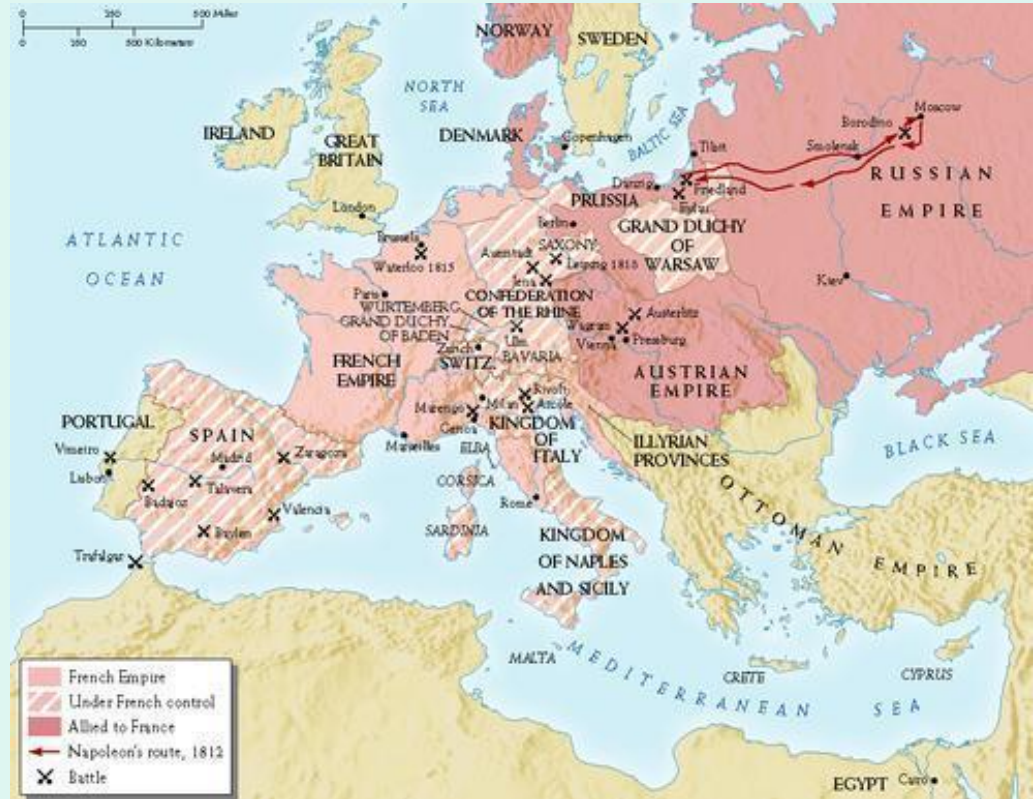 0 250 500 Miles
0 250 500 Kilometers
NORWAY
SWEDEN
NORTH
SEA
IRELAND
GREAT
BRITAIN
DENMARK
Copenhagen
BALTIC SEA
Tilsit
Moscow
Borodino
Smolensk
RUSSIAN
EMPIRE
London
Danzig
Friedland
PRUSSIA
Eylau
GRAND DUCHY
OF
WARSAW
Berlin
ATLANTIC
OCEAN
Brussels
Waterloo 1815
Auerstadt
SAXONY
Leipzig 1813
Jena
Kiev
Paris
WURTEMBERG
CONFEDERATION
OF THE RHINE
GRAND DUCHY
OF BADEN
Ulm
BAVARIA
Austerlitz
Wagram
Vienna
Pressburg
FRENCH
EMPIRE
Zurich
SWITZ.
AUSTRIAN
EMPIRE
Rivoli
Milan
Arcole
Marengo
Genoa
Marseilles
KINGDOM
OF
ITALY
ILLYRIAN
PROVINCES
BLACK SEA
PORTUGAL
SPAIN
Vimeiro
Lisbon
Madrid
Zaragoza
Talavera
Badajoz
Valencia
Baylen
Trafalgar
ELBA
CORSICA
Rome
SARDINIA
KINGDOM
OF NAPLES
AND SICILY
OTTOMAN EMPIRE
MALTA
MEDITERRANEAN SEA
CRETE
CYPRUS
EGYPT
Cairo
French Empire
Under French control
Allied to France
Napoleon's route, 1812
Battle